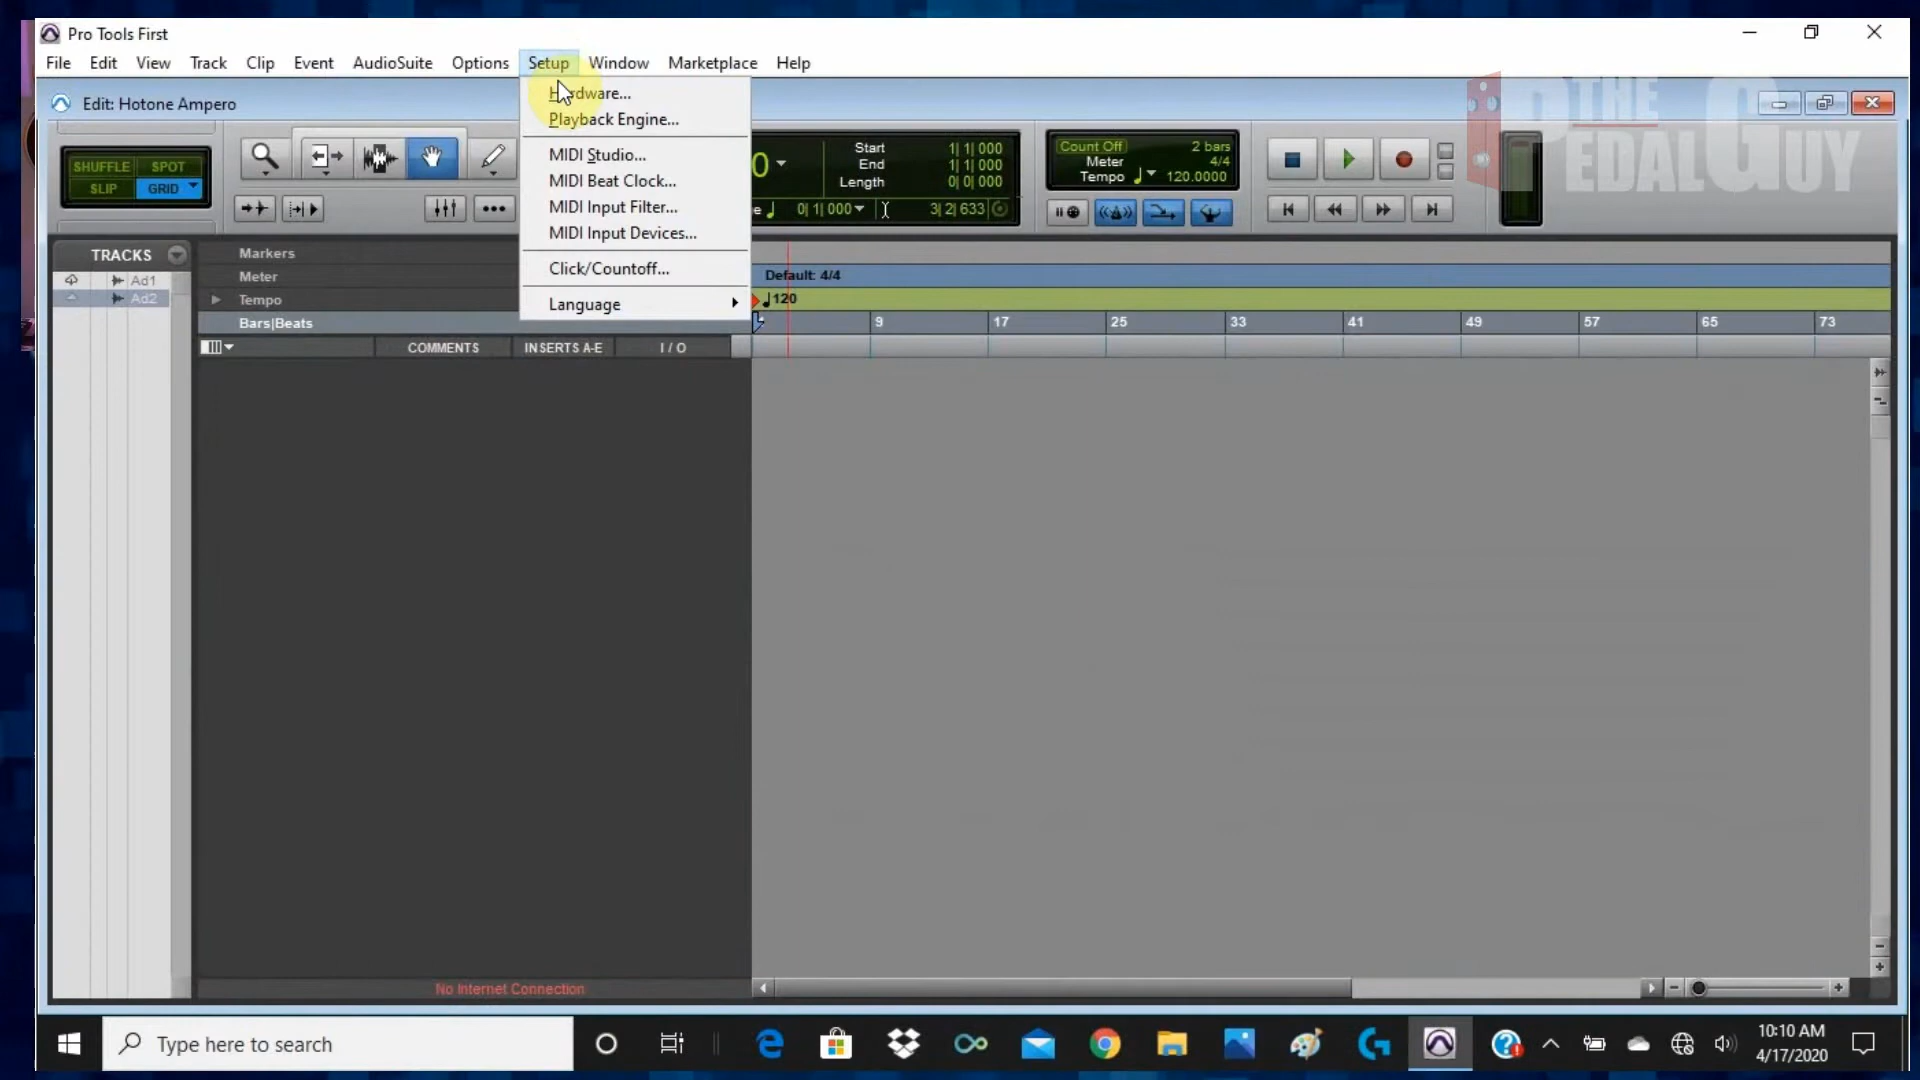 Pro Tools First
File Edit View Track Clip Event AudioSuite Options Setup Window Marketplace Help
Edit: Hotone Ampero
THE PEDAL GUY
Hardware...
Playback Engine...
MIDI Studio...
MIDI Beat Clock...
MIDI Input Filter...
MIDI Input Devices...
Click/Countoff...
Language
SHUFFLE SPOT
SLIP GRID
0
Start 1| 1| 000
End 1| 1| 000
Length 0| 0| 000
e 0| 1| 000 3| 2| 633
Count Off 2 bars
Meter 4/4
Tempo 120.0000
TRACKS
Ad1
Ad2
Markers
Meter Default: 4/4
Tempo 120
Bars|Beats 9 17 25 33 41 49 57 65 73
COMMENTS INSERTS A-E I / O
No Internet Connection
Type here to search
10:10 AM
4/17/2020